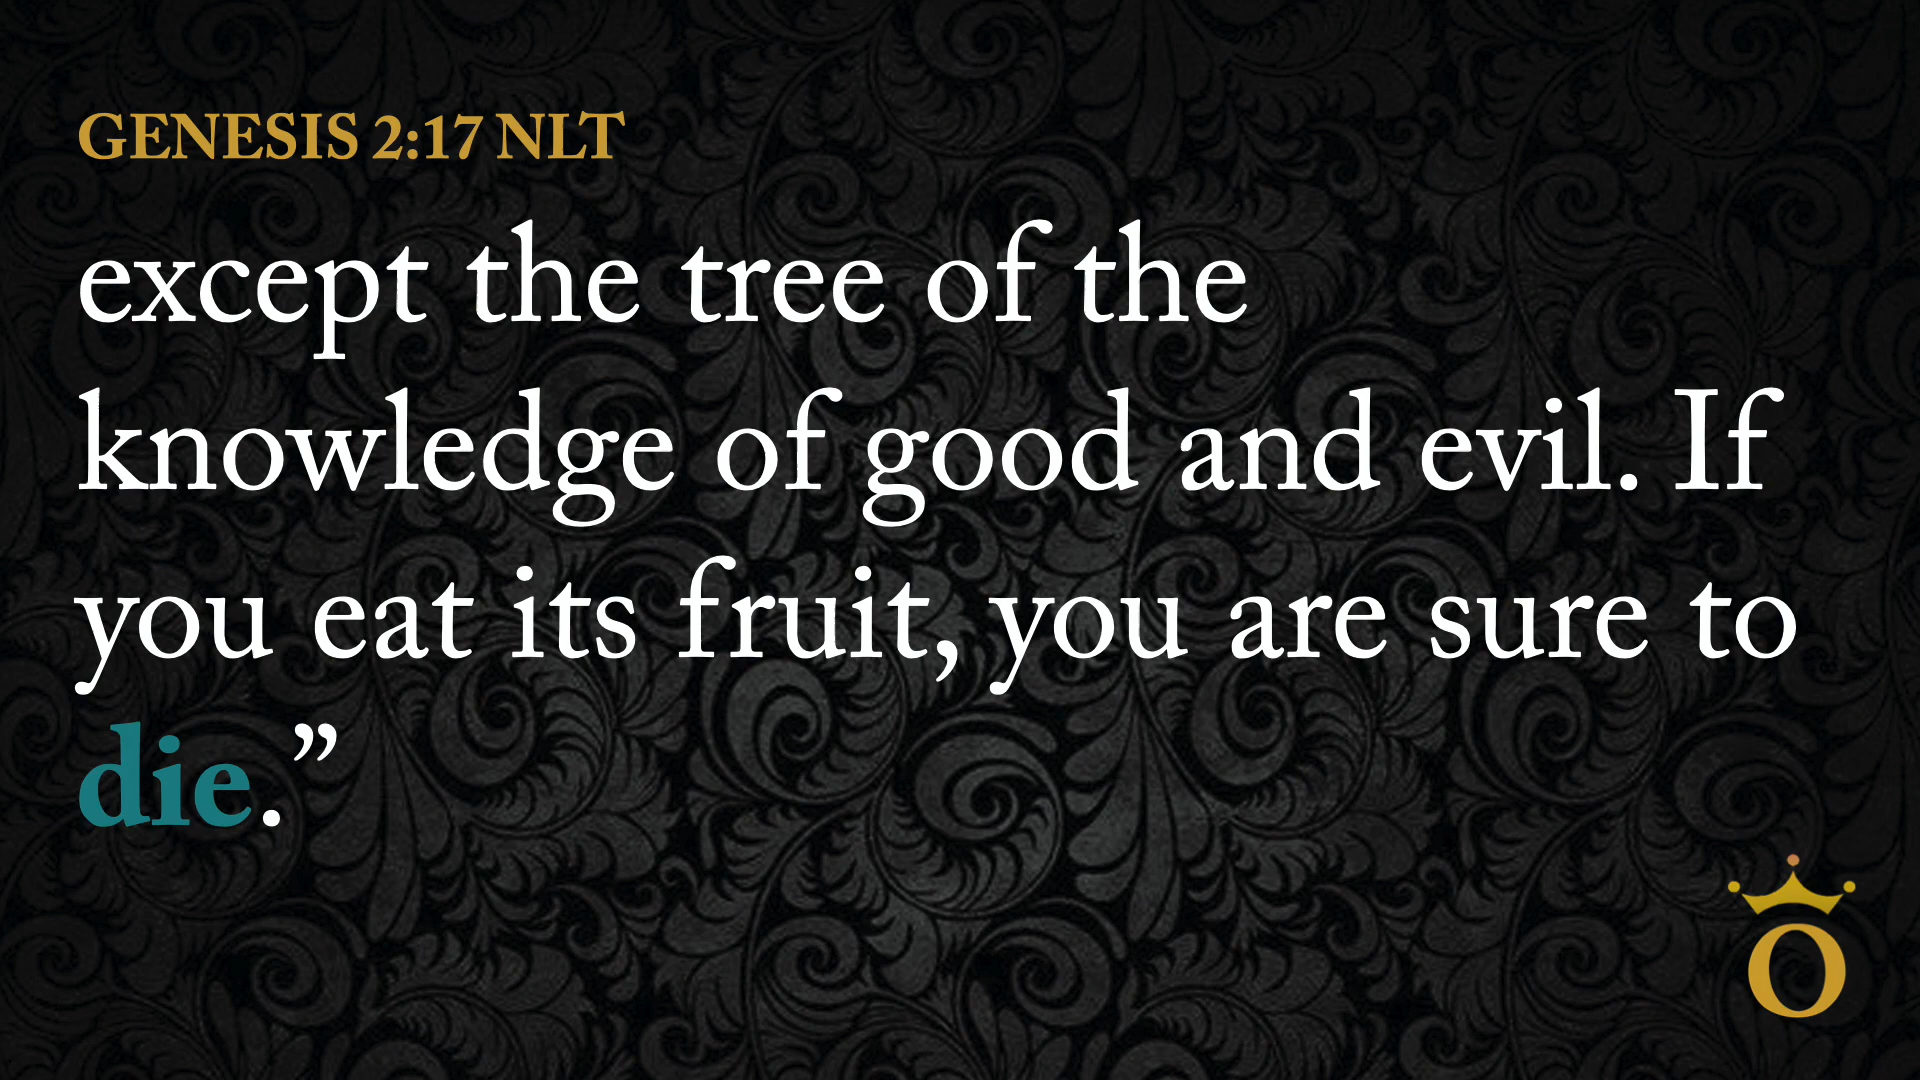 GENESIS 2:17 NLT
except the tree of the
knowledge of good and evil. If
you eat its fruit, you are sure to
die.”
O